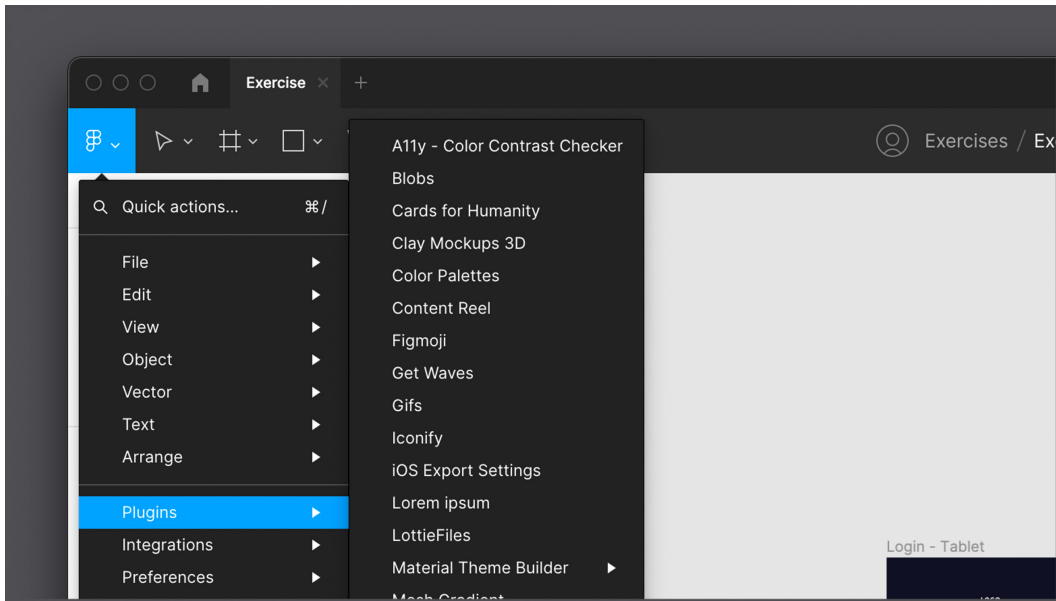 Exercise
Exercises / Ex
Quick actions... ⌘/
File
Edit
View
Object
Vector
Text
Arrange
Plugins
Integrations
Preferences
A11y - Color Contrast Checker
Blobs
Cards for Humanity
Clay Mockups 3D
Color Palettes
Content Reel
Figmoji
Get Waves
Gifs
Iconify
iOS Export Settings
Lorem ipsum
LottieFiles
Material Theme Builder
Mesh Gradient
Login - Tablet